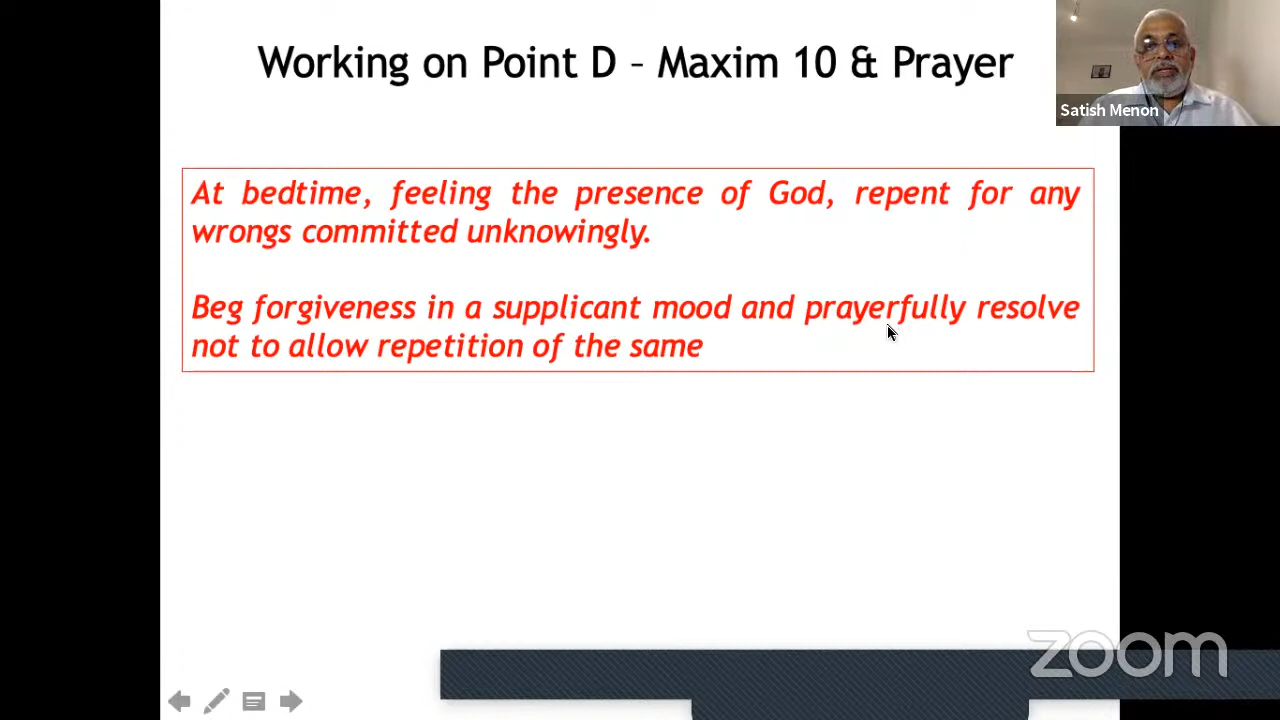 Working on Point D – Maxim 10 & Prayer
Satish Menon
At bedtime, feeling the presence of God, repent for any
wrongs committed unknowingly.
Beg forgiveness in a supplicant mood and prayerfully resolve
not to allow repetition of the same
zoom